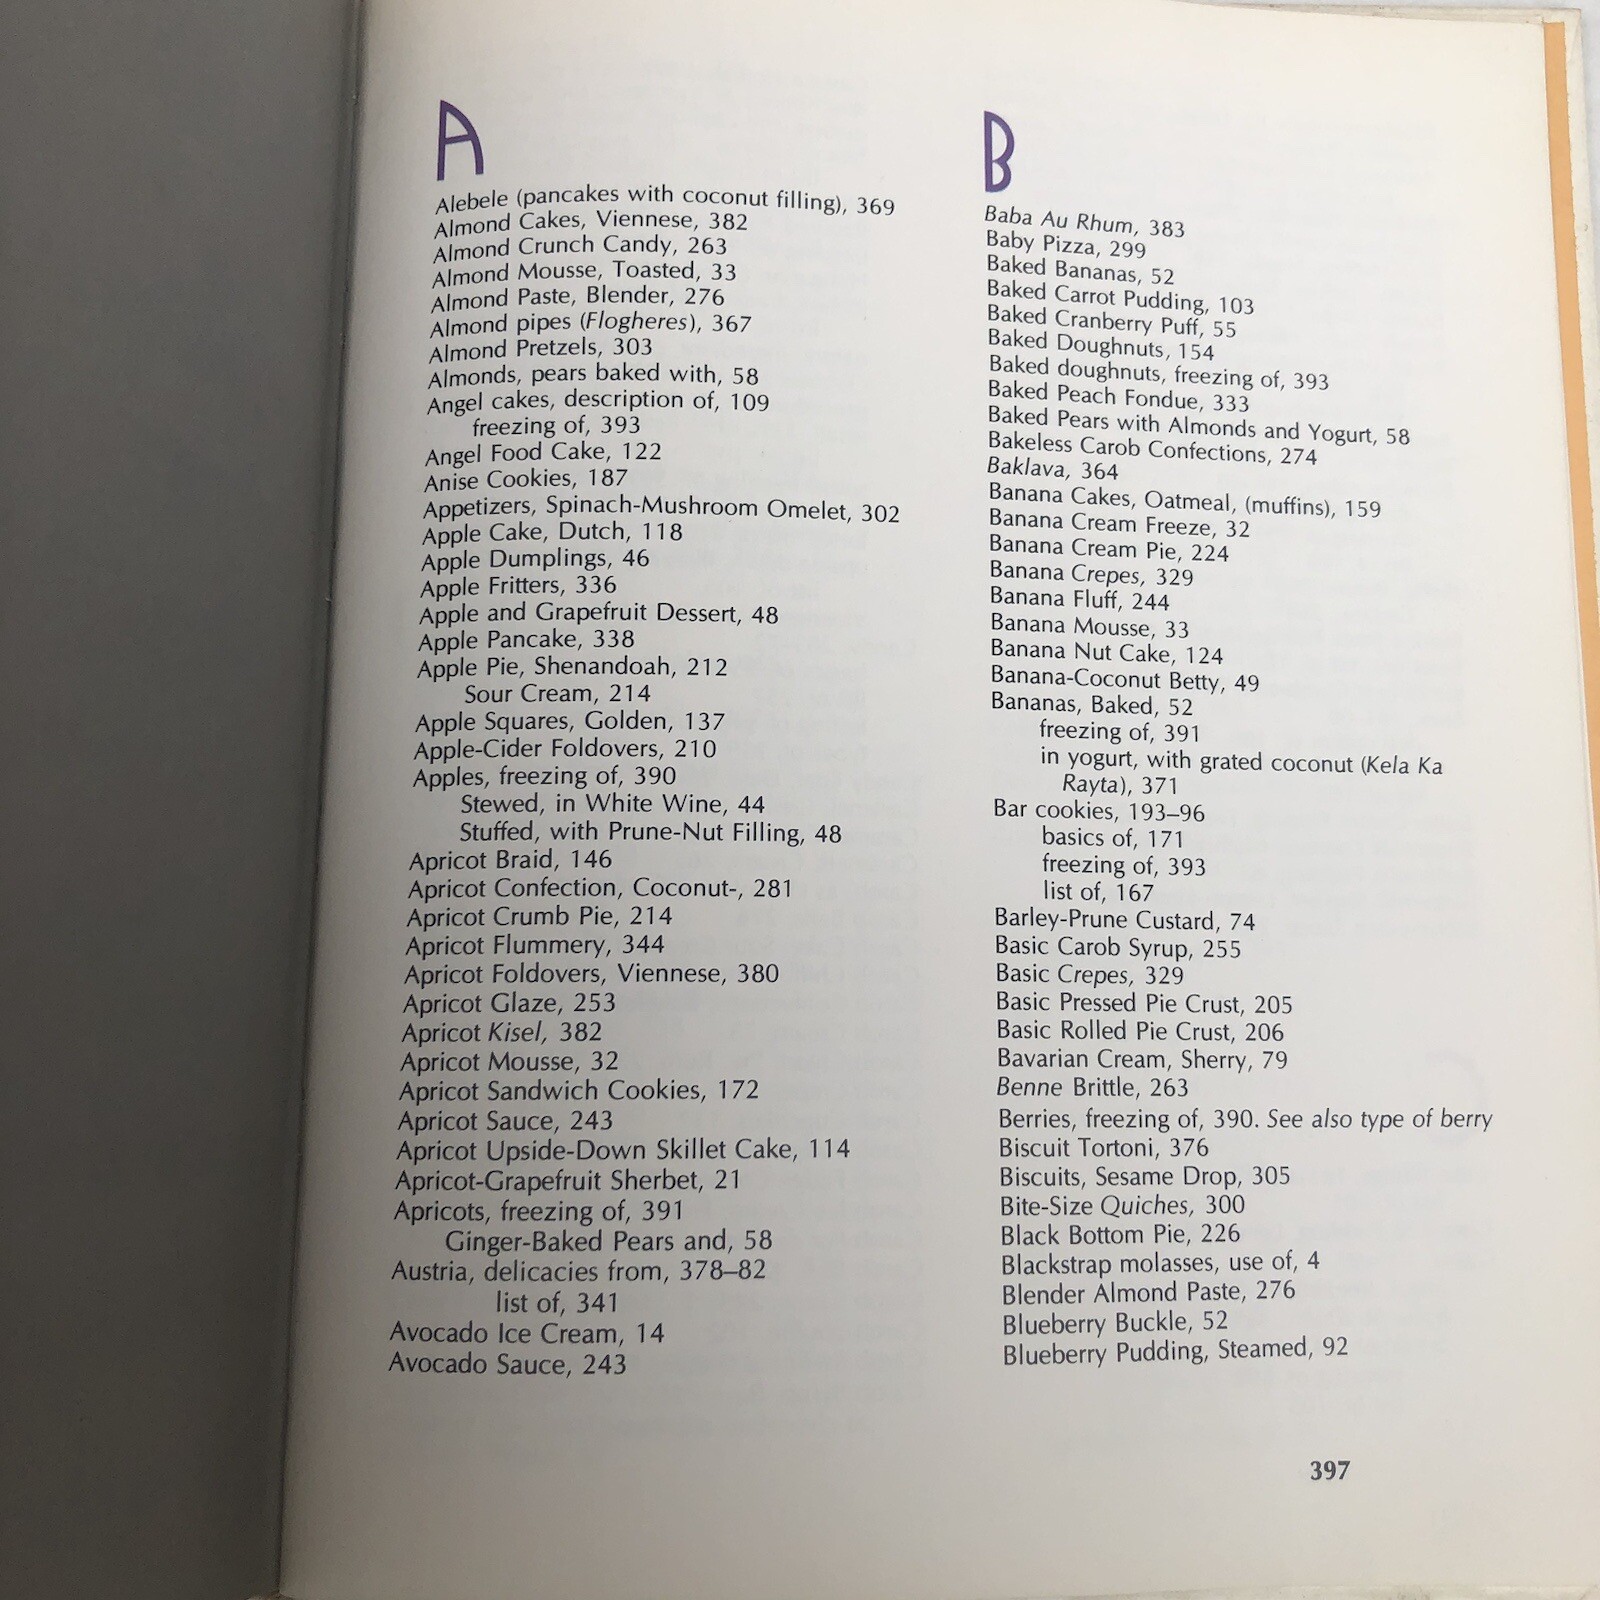 A
Alebele (pancakes with coconut filling), 369
Almond Cakes, Viennese, 382
Almond Crunch Candy, 263
Almond Mousse, Toasted, 33
Almond Paste, Blender, 276
Almond pipes (Flogheres), 367
Almond Pretzels, 303
Almonds, pears baked with, 58
Angel cakes, description of, 109
freezing of, 393
Angel Food Cake, 122
Anise Cookies, 187
Appetizers, Spinach-Mushroom Omelet, 302
Apple Cake, Dutch, 118
Apple Dumplings, 46
Apple Fritters, 336
Apple and Grapefruit Dessert, 48
Apple Pancake, 338
Apple Pie, Shenandoah, 212
Sour Cream, 214
Apple Squares, Golden, 137
Apple-Cider Foldovers, 210
Apples, freezing of, 390
Stewed, in White Wine, 44
Stuffed, with Prune-Nut Filling, 48
Apricot Braid, 146
Apricot Confection, Coconut-, 281
Apricot Crumb Pie, 214
Apricot Flummery, 344
Apricot Foldovers, Viennese, 380
Apricot Glaze, 253
Apricot Kisel, 382
Apricot Mousse, 32
Apricot Sandwich Cookies, 172
Apricot Sauce, 243
Apricot Upside-Down Skillet Cake, 114
Apricot-Grapefruit Sherbet, 21
Apricots, freezing of, 391
Ginger-Baked Pears and, 58
Austria, delicacies from, 378–82
list of, 341
Avocado Ice Cream, 14
Avocado Sauce, 243
B
Baba Au Rhum, 383
Baby Pizza, 299
Baked Bananas, 52
Baked Carrot Pudding, 103
Baked Cranberry Puff, 55
Baked Doughnuts, 154
Baked doughnuts, freezing of, 393
Baked Peach Fondue, 333
Baked Pears with Almonds and Yogurt, 58
Bakeless Carob Confections, 274
Baklava, 364
Banana Cakes, Oatmeal, (muffins), 159
Banana Cream Freeze, 32
Banana Cream Pie, 224
Banana Crepes, 329
Banana Fluff, 244
Banana Mousse, 33
Banana Nut Cake, 124
Banana-Coconut Betty, 49
Bananas, Baked, 52
freezing of, 391
in yogurt, with grated coconut (Kela Ka
Rayta), 371
Bar cookies, 193–96
basics of, 171
freezing of, 393
list of, 167
Barley-Prune Custard, 74
Basic Carob Syrup, 255
Basic Crepes, 329
Basic Pressed Pie Crust, 205
Basic Rolled Pie Crust, 206
Bavarian Cream, Sherry, 79
Benne Brittle, 263
Berries, freezing of, 390. See also type of berry
Biscuit Tortoni, 376
Biscuits, Sesame Drop, 305
Bite-Size Quiches, 300
Black Bottom Pie, 226
Blackstrap molasses, use of, 4
Blender Almond Paste, 276
Blueberry Buckle, 52
Blueberry Pudding, Steamed, 92
397